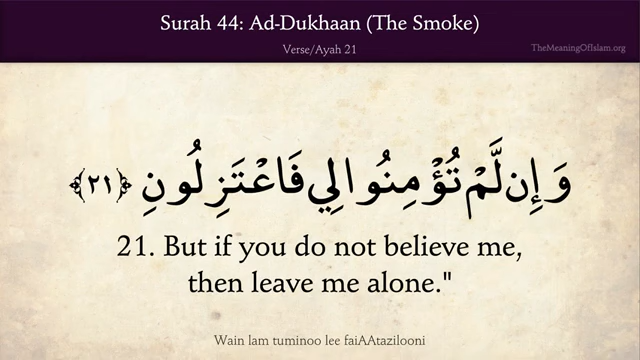 Surah 44: Ad-Dukhaan (The Smoke)
Verse/Ayah 21
TheMeaningOfIslam.org
وَإِن لَّمْ تُؤْمِنُوا لِي فَاعْتَزِلُونِ ﴿٢١﴾
21. But if you do not believe me,
then leave me alone."
Wain lam tuminoo lee faiAAtazilooni